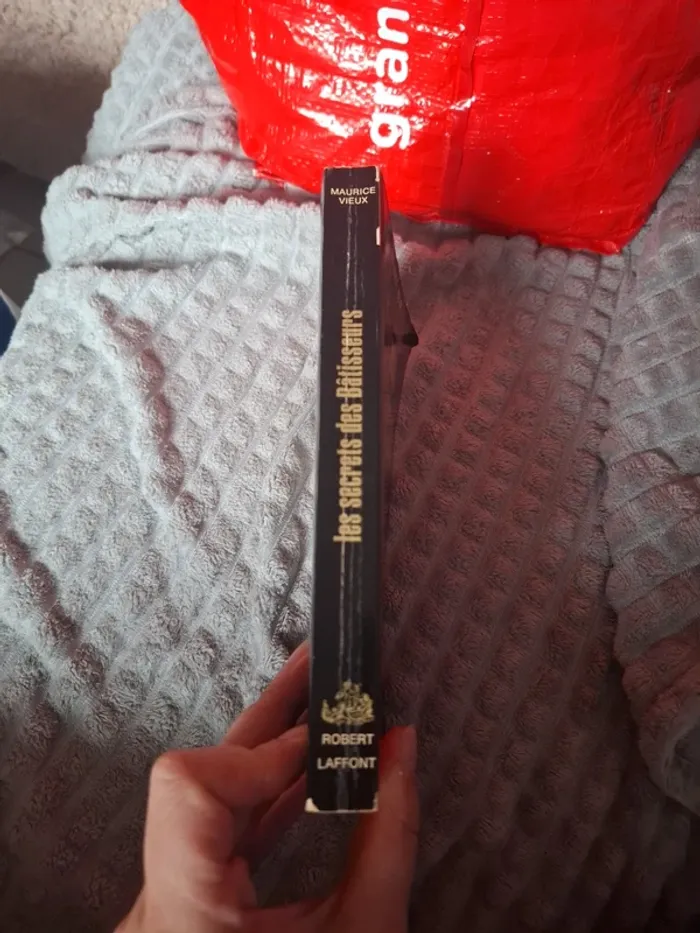 gran
MAURICE
VIEUX
les secrets des Bâtisseurs
ROBERT
LAFFONT